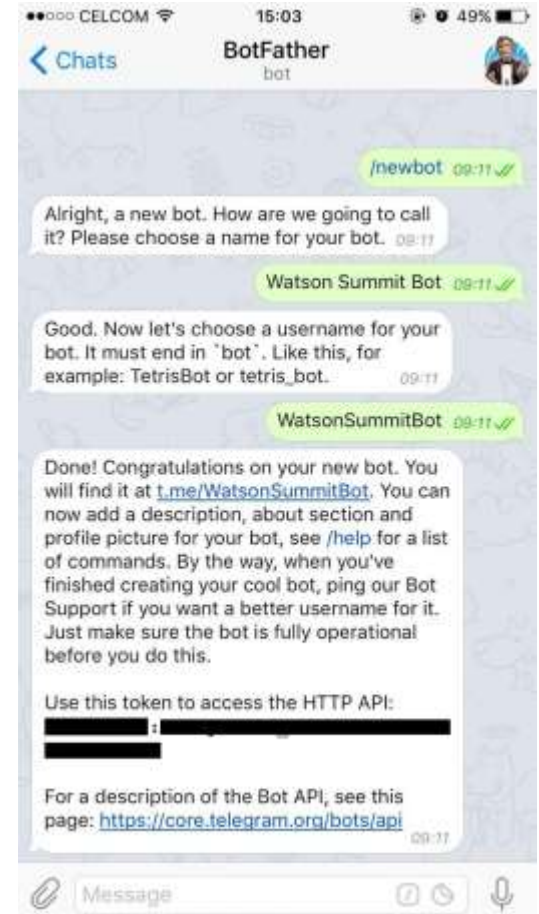 CELCOM 15:03 49%
Chats BotFather
bot
/newbot 09:11
Alright, a new bot. How are we going to call
it? Please choose a name for your bot. 09:11
Watson Summit Bot 09:11
Good. Now let's choose a username for your
bot. It must end in `bot`. Like this, for
example: TetrisBot or tetris_bot. 09:11
WatsonSummitBot 09:11
Done! Congratulations on your new bot. You
will find it at t.me/WatsonSummitBot. You can
now add a description, about section and
profile picture for your bot, see /help for a list
of commands. By the way, when you've
finished creating your cool bot, ping our Bot
Support if you want a better username for it.
Just make sure the bot is fully operational
before you do this.
Use this token to access the HTTP API:
:
For a description of the Bot API, see this
page: https://core.telegram.org/bots/api
09:11
Message